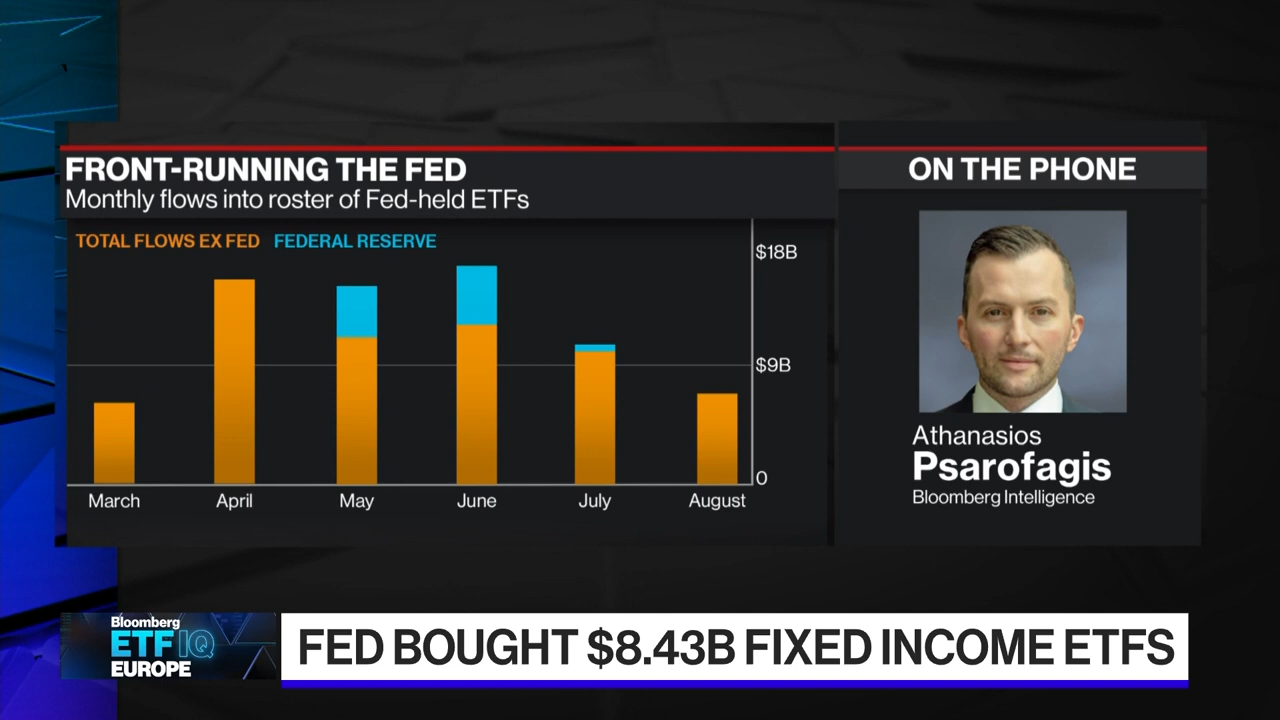 FRONT-RUNNING THE FED
Monthly flows into roster of Fed-held ETFs
TOTAL FLOWS EX FED FEDERAL RESERVE
$18B
$9B
0
March April May June July August
ON THE PHONE
Athanasios
Psarofagis
Bloomberg Intelligence
Bloomberg
ETF IQ
EUROPE
FED BOUGHT $8.43B FIXED INCOME ETFS